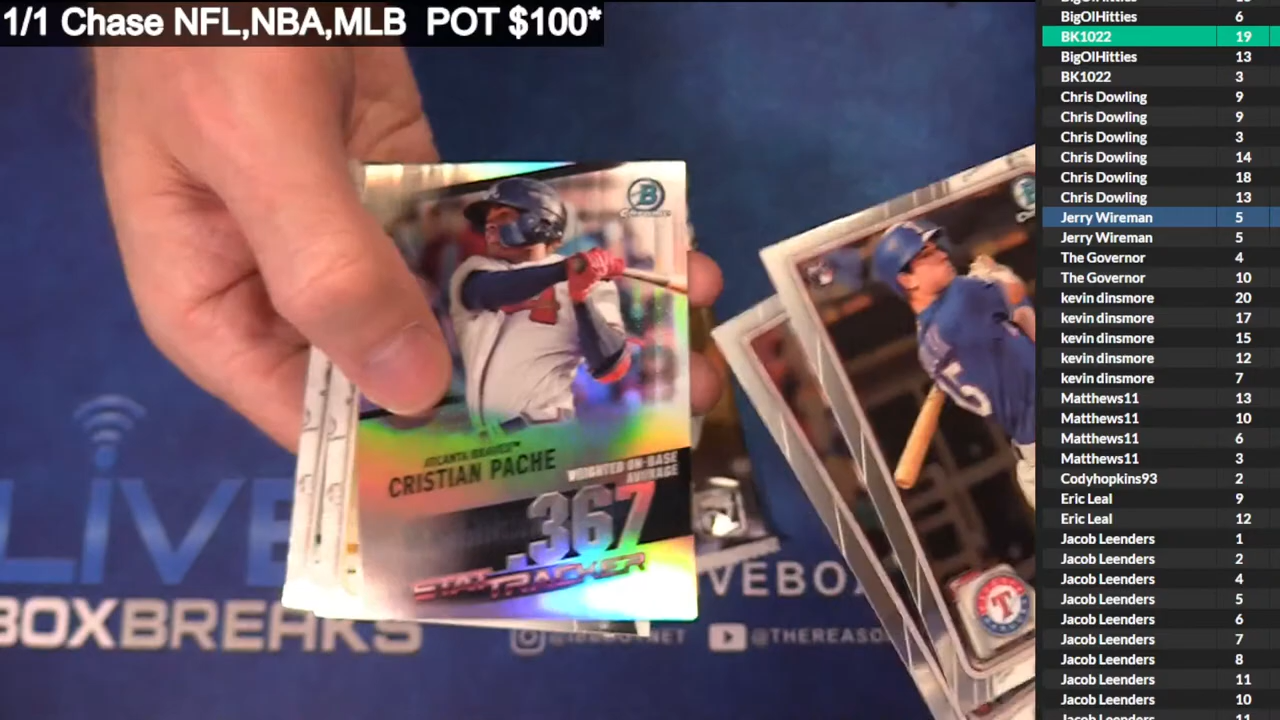 1/1 Chase NFL,NBA,MLB POT $100*
BigOlHitties 6
BK1022 19
BigOlHitties 13
BK1022 3
Chris Dowling 9
Chris Dowling 9
Chris Dowling 3
Chris Dowling 14
Chris Dowling 18
Chris Dowling 13
Jerry Wireman 5
Jerry Wireman 5
The Governor 4
The Governor 10
kevin dinsmore 20
kevin dinsmore 17
kevin dinsmore 15
kevin dinsmore 12
kevin dinsmore 7
Matthews11 13
Matthews11 10
Matthews11 6
Matthews11 3
Codyhopkins93 2
Eric Leal 9
Eric Leal 12
Jacob Leenders 1
Jacob Leenders 2
Jacob Leenders 4
Jacob Leenders 5
Jacob Leenders 6
Jacob Leenders 7
Jacob Leenders 8
Jacob Leenders 11
Jacob Leenders 10
B
ATLANTA BRAVES™
CRISTIAN PACHE
WEIGHTED ON-BASE
AVERAGE
.367
STAT TRACKER
T
LIVE
BOXBREAKS
VEBOX
@THEREASO